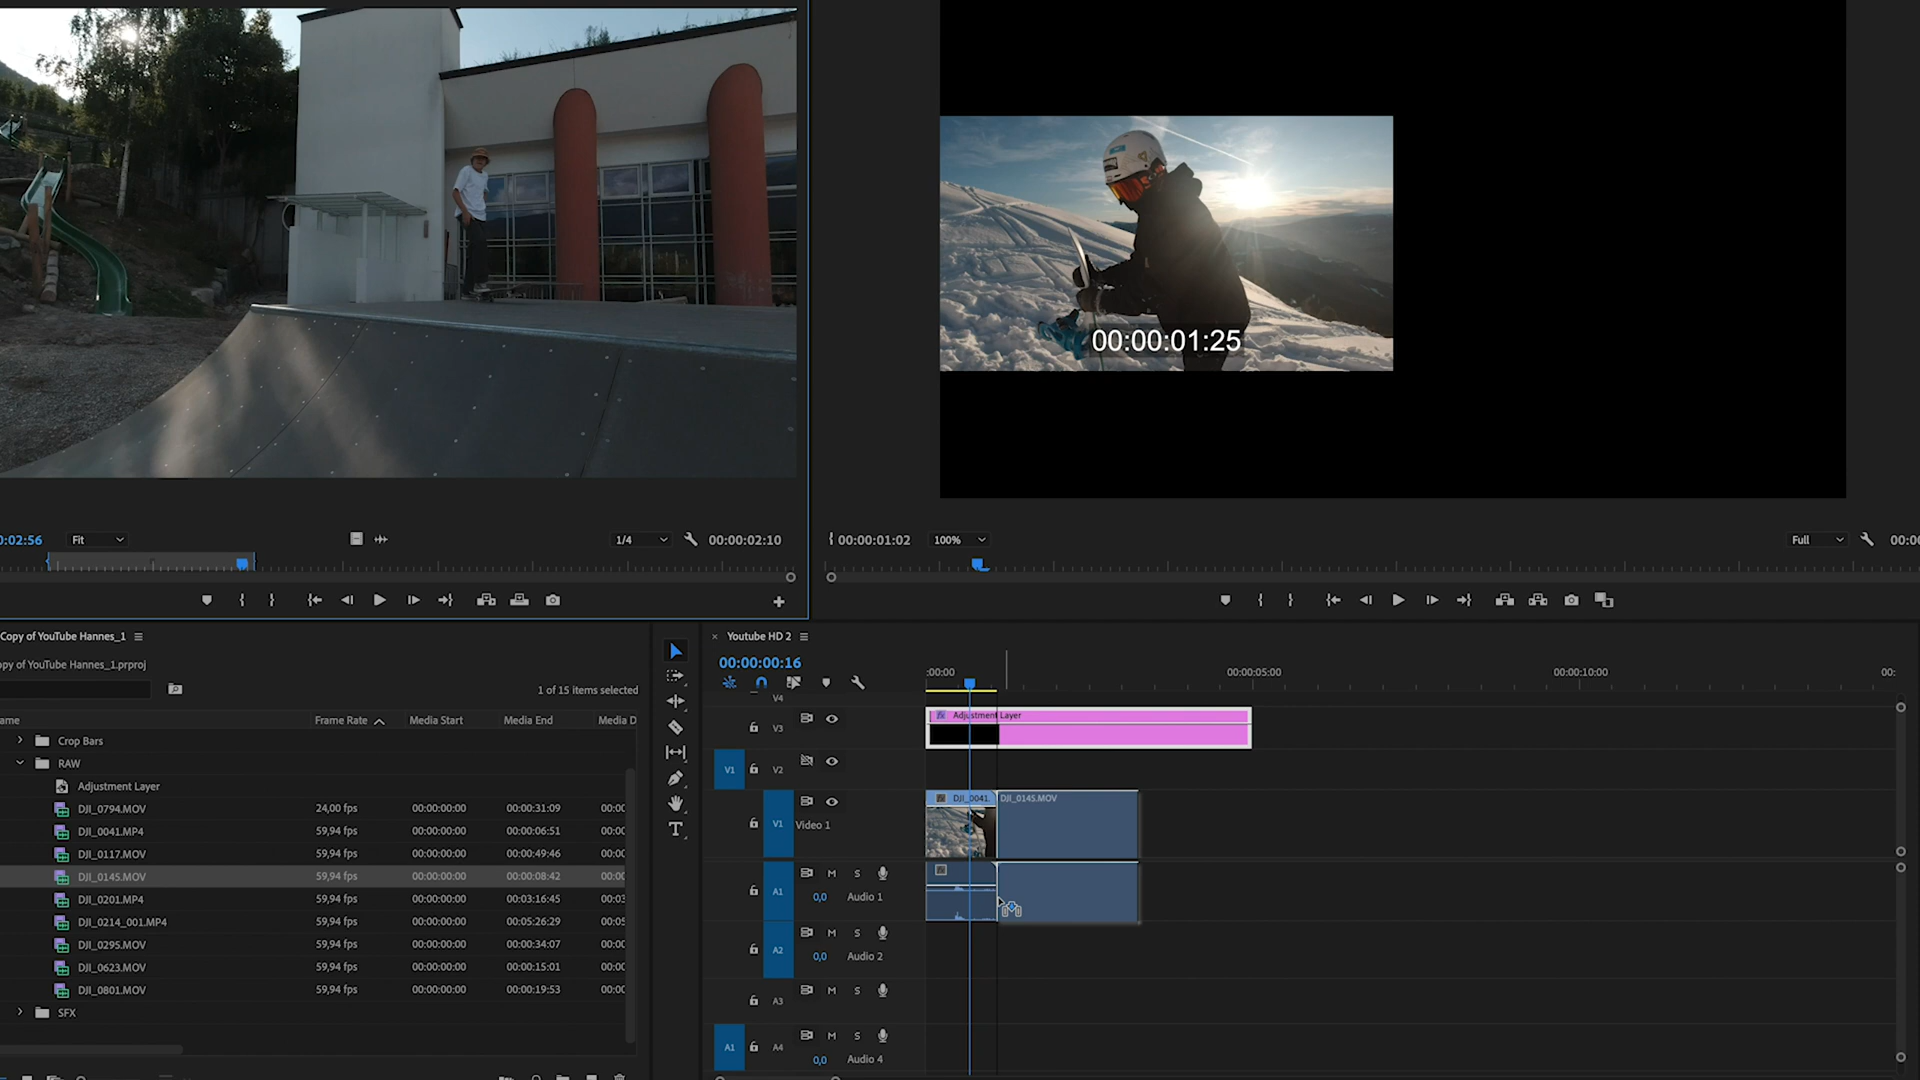 00:00:01:25
0:02:56
Fit
1/4
00:00:02:10
00:00:01:02
100%
Full
00:00
Copy of YouTube Hannes_1
opy of YouTube Hannes_1.prproj
1 of 15 items selected
ame
Frame Rate
Media Start
Media End
Media D
Crop Bars
RAW
Adjustment Layer
DJI_0794.MOV 24,00 fps 00:00:00:00 00:00:31:09 00:00
DJI_0041.MP4 59,94 fps 00:00:00:00 00:00:06:51 00:00
DJI_0117.MOV 59,94 fps 00:00:00:00 00:00:49:46 00:00
DJI_0145.MOV 59,94 fps 00:00:00:00 00:00:08:42 00:00
DJI_0201.MP4 59,94 fps 00:00:00:00 00:03:16:45 00:03
DJI_0214_001.MP4 59,94 fps 00:00:00:00 00:05:26:29 00:05
DJI_0295.MOV 59,94 fps 00:00:00:00 00:00:34:07 00:00
DJI_0623.MOV 59,94 fps 00:00:00:00 00:00:15:01 00:00
DJI_0801.MOV 59,94 fps 00:00:00:00 00:00:19:53 00:00
SFX
Youtube HD 2
00:00:00:16
:00:00
00:00:05:00
00:00:10:00
00:
V4
V3
Adjustment Layer
V1 V2
V1 Video 1
DJI_0041.
DJI_0145.MOV
A1 M S
0,0 Audio 1
A2 M S
0,0 Audio 2
A3 M S
A1 A4 M S
0,0 Audio 4